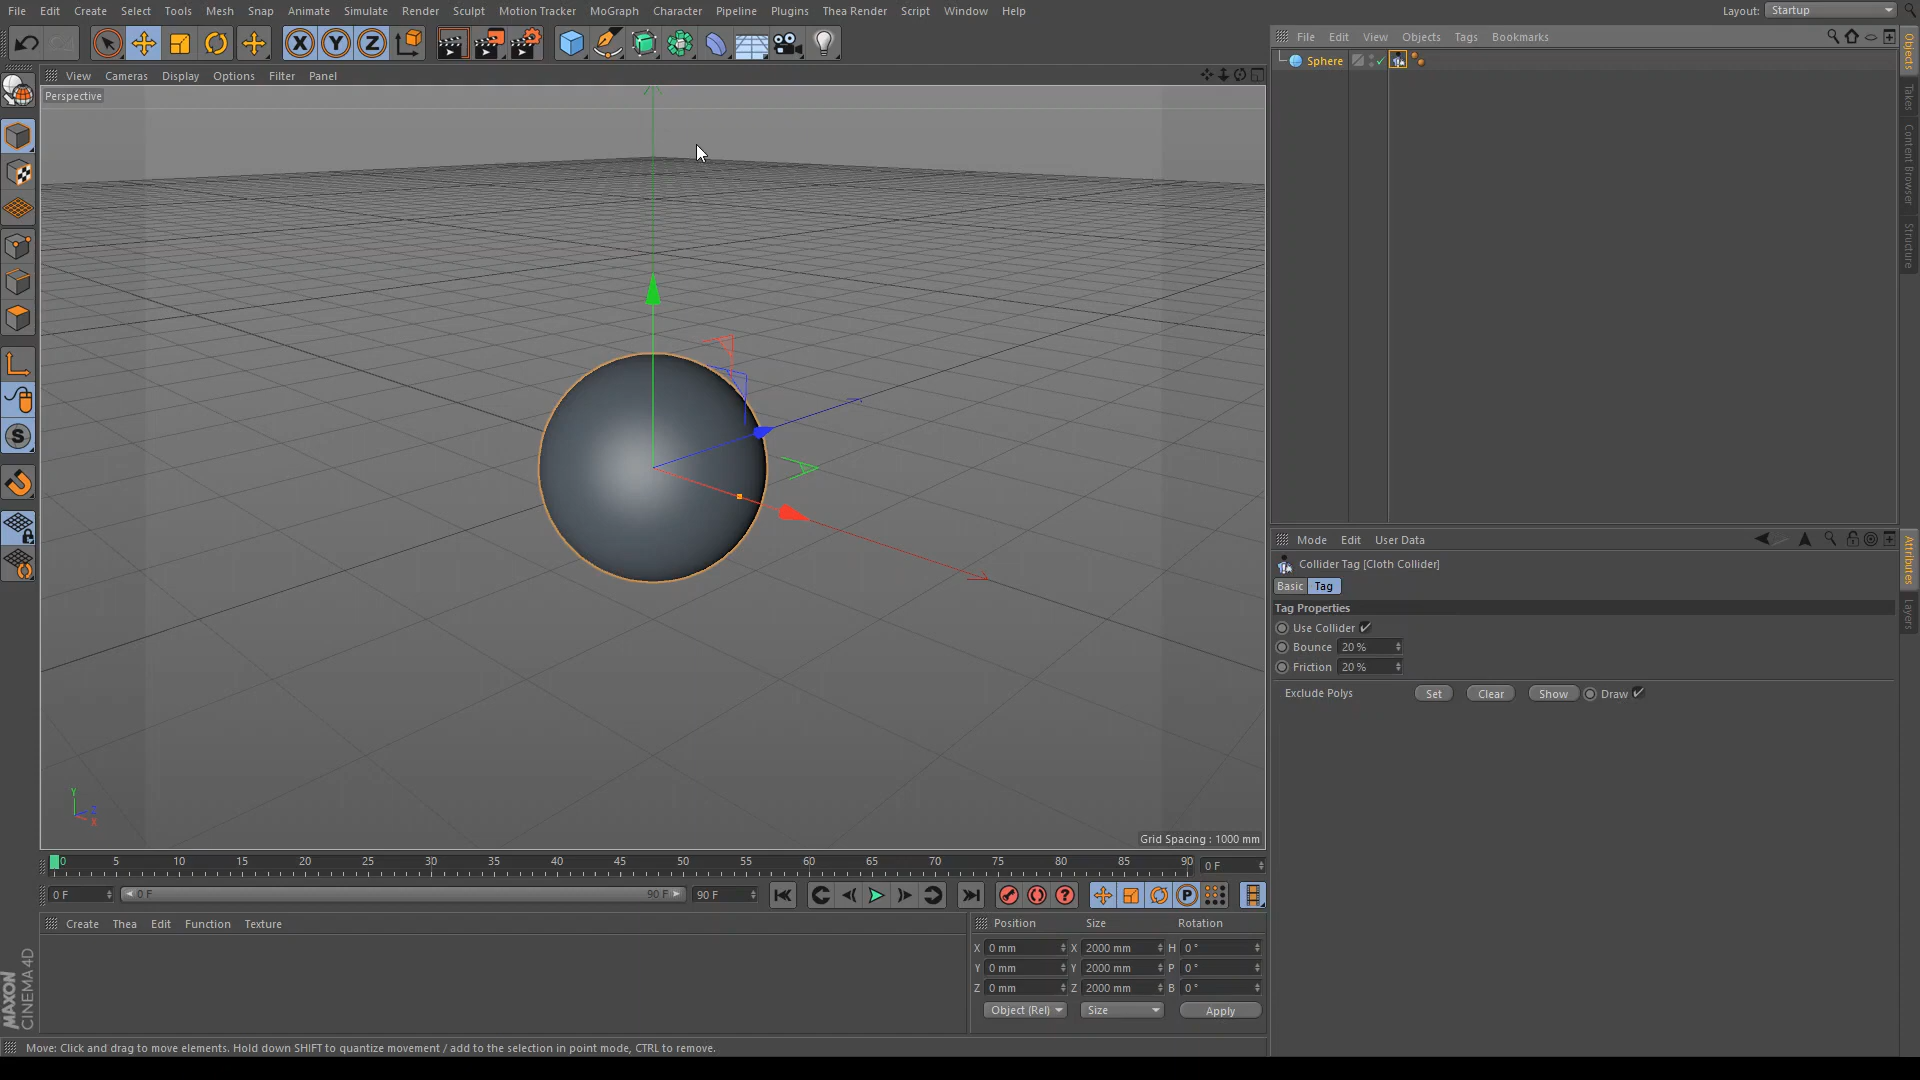 File Edit Create Select Tools Mesh Snap Animate Simulate Render Sculpt Motion Tracker MoGraph Character Pipeline Plugins Thea Render Script Window Help Layout: Startup
X Y Z
File Edit View Objects Tags Bookmarks
Sphere
Objects
Takes
Content Browser
Structure
View Cameras Display Options Filter Panel
Perspective
S
Y
Z
X
Grid Spacing : 1000 mm
Mode Edit User Data
Collider Tag [Cloth Collider]
Basic Tag
Tag Properties
Use Collider
Bounce 20 %
Friction 20 %
Exclude Polys Set Clear Show Draw
Attributes
Layers
0 5 10 15 20 25 30 35 40 45 50 55 60 65 70 75 80 85 90 0 F
0 F 0 F 90 F 90 F ? P
Create Thea Edit Function Texture
Position Size Rotation
X 0 mm X 2000 mm H 0 °
Y 0 mm Y 2000 mm P 0 °
Z 0 mm Z 2000 mm B 0 °
Object (Rel) Size Apply
MAXON
CINEMA 4D
Move: Click and drag to move elements. Hold down SHIFT to quantize movement / add to the selection in point mode, CTRL to remove.